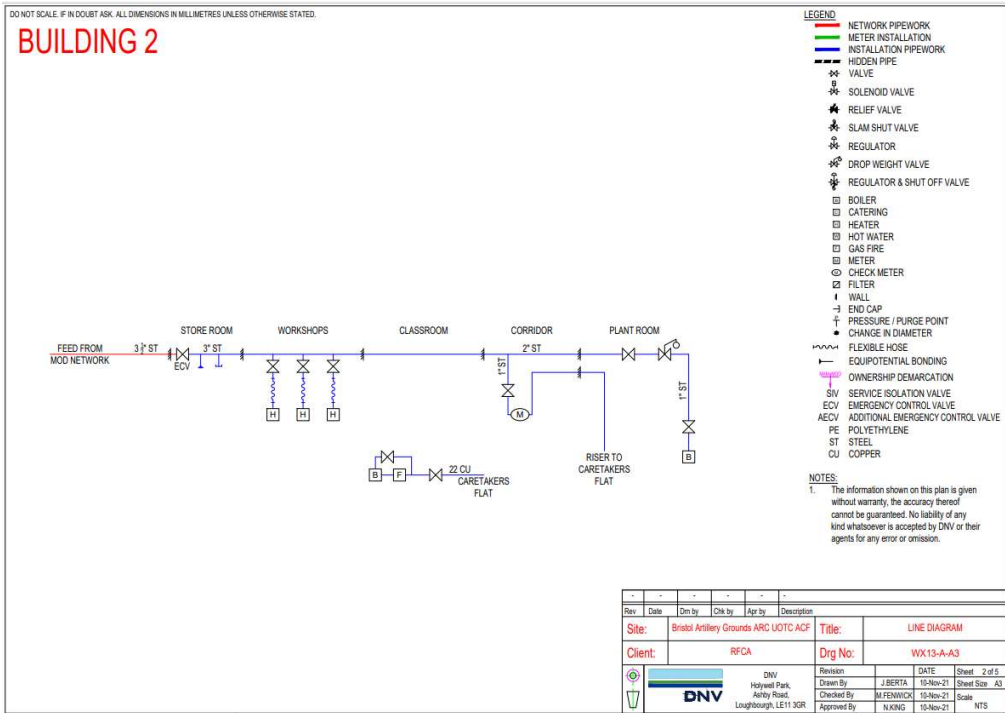 DO NOT SCALE. IF IN DOUBT ASK. ALL DIMENSIONS IN MILLIMETRES UNLESS OTHERWISE STATED.
BUILDING 2
LEGEND
NETWORK PIPEWORK
METER INSTALLATION
INSTALLATION PIPEWORK
HIDDEN PIPE
VALVE
SOLENOID VALVE
RELIEF VALVE
SLAM SHUT VALVE
REGULATOR
DROP WEIGHT VALVE
REGULATOR & SHUT OFF VALVE
BOILER
CATERING
HEATER
HOT WATER
GAS FIRE
METER
CHECK METER
FILTER
WALL
END CAP
PRESSURE / PURGE POINT
CHANGE IN DIAMETER
FLEXIBLE HOSE
EQUIPOTENTIAL BONDING
OWNERSHIP DEMARCATION
SIV SERVICE ISOLATION VALVE
ECV EMERGENCY CONTROL VALVE
AECV ADDITIONAL EMERGENCY CONTROL VALVE
PE POLYETHYLENE
ST STEEL
CU COPPER
NOTES:
1. The information shown on this plan is given
without warranty, the accuracy thereof
cannot be guaranteed. No liability of any
kind whatsoever is accepted by DNV or their
agents for any error or omission.
STORE ROOM WORKSHOPS CLASSROOM CORRIDOR PLANT ROOM
FEED FROM
MOD NETWORK
ST
3" ST
2" ST
ECV
1" ST
1" ST
H H H
M
B
B F
22 CU
CARETAKERS
FLAT
RISER TO
CARETAKERS
FLAT
- - - - - -
Rev Date Drn by Chk by Apr by Description
Site: Bristol Artillery Grounds ARC UOTC ACF Title: LINE DIAGRAM
Client: RFCA Drg No: WX13-A-A3
DNV
DNV
Holywell Park,
Ashby Road,
Loughbourgh, LE11 3GR
Revision DATE Sheet 2 of 5
Drawn By J.BERTA 10-Nov-21 Sheet Size A3
Checked By M.FENWICK 10-Nov-21 Scale
Approved By N.KING 10-Nov-21 NTS